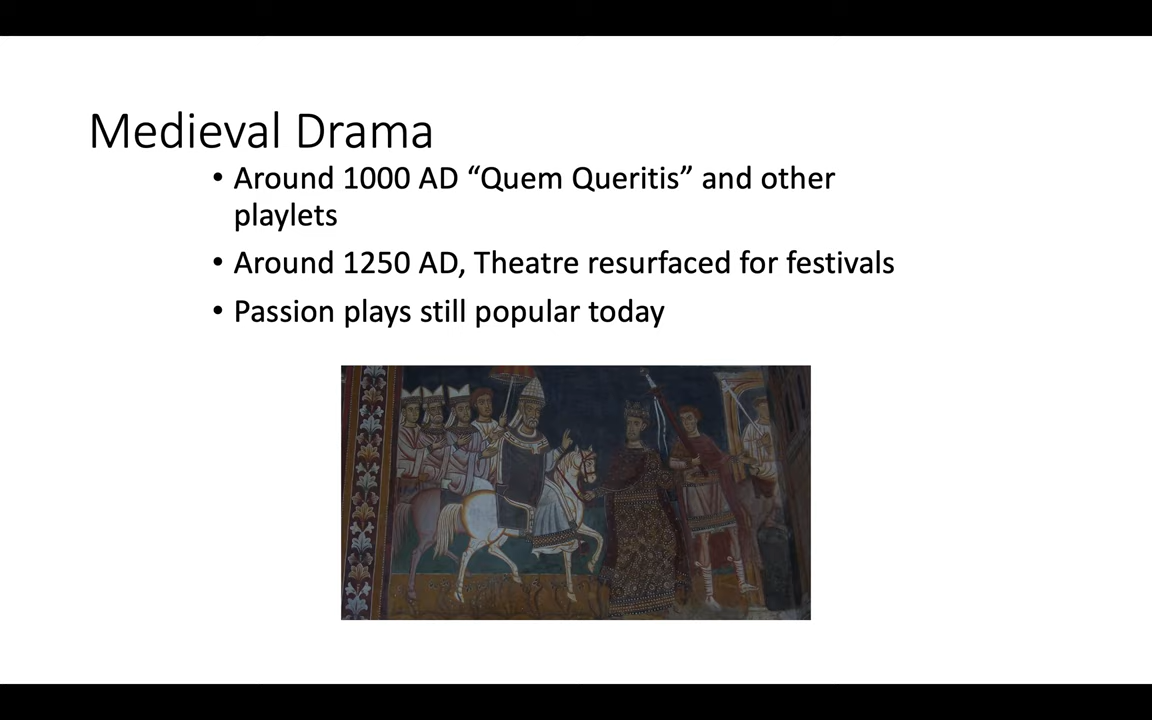 Medieval Drama
• Around 1000 AD “Quem Queritis” and other
playlets
• Around 1250 AD, Theatre resurfaced for festivals
• Passion plays still popular today